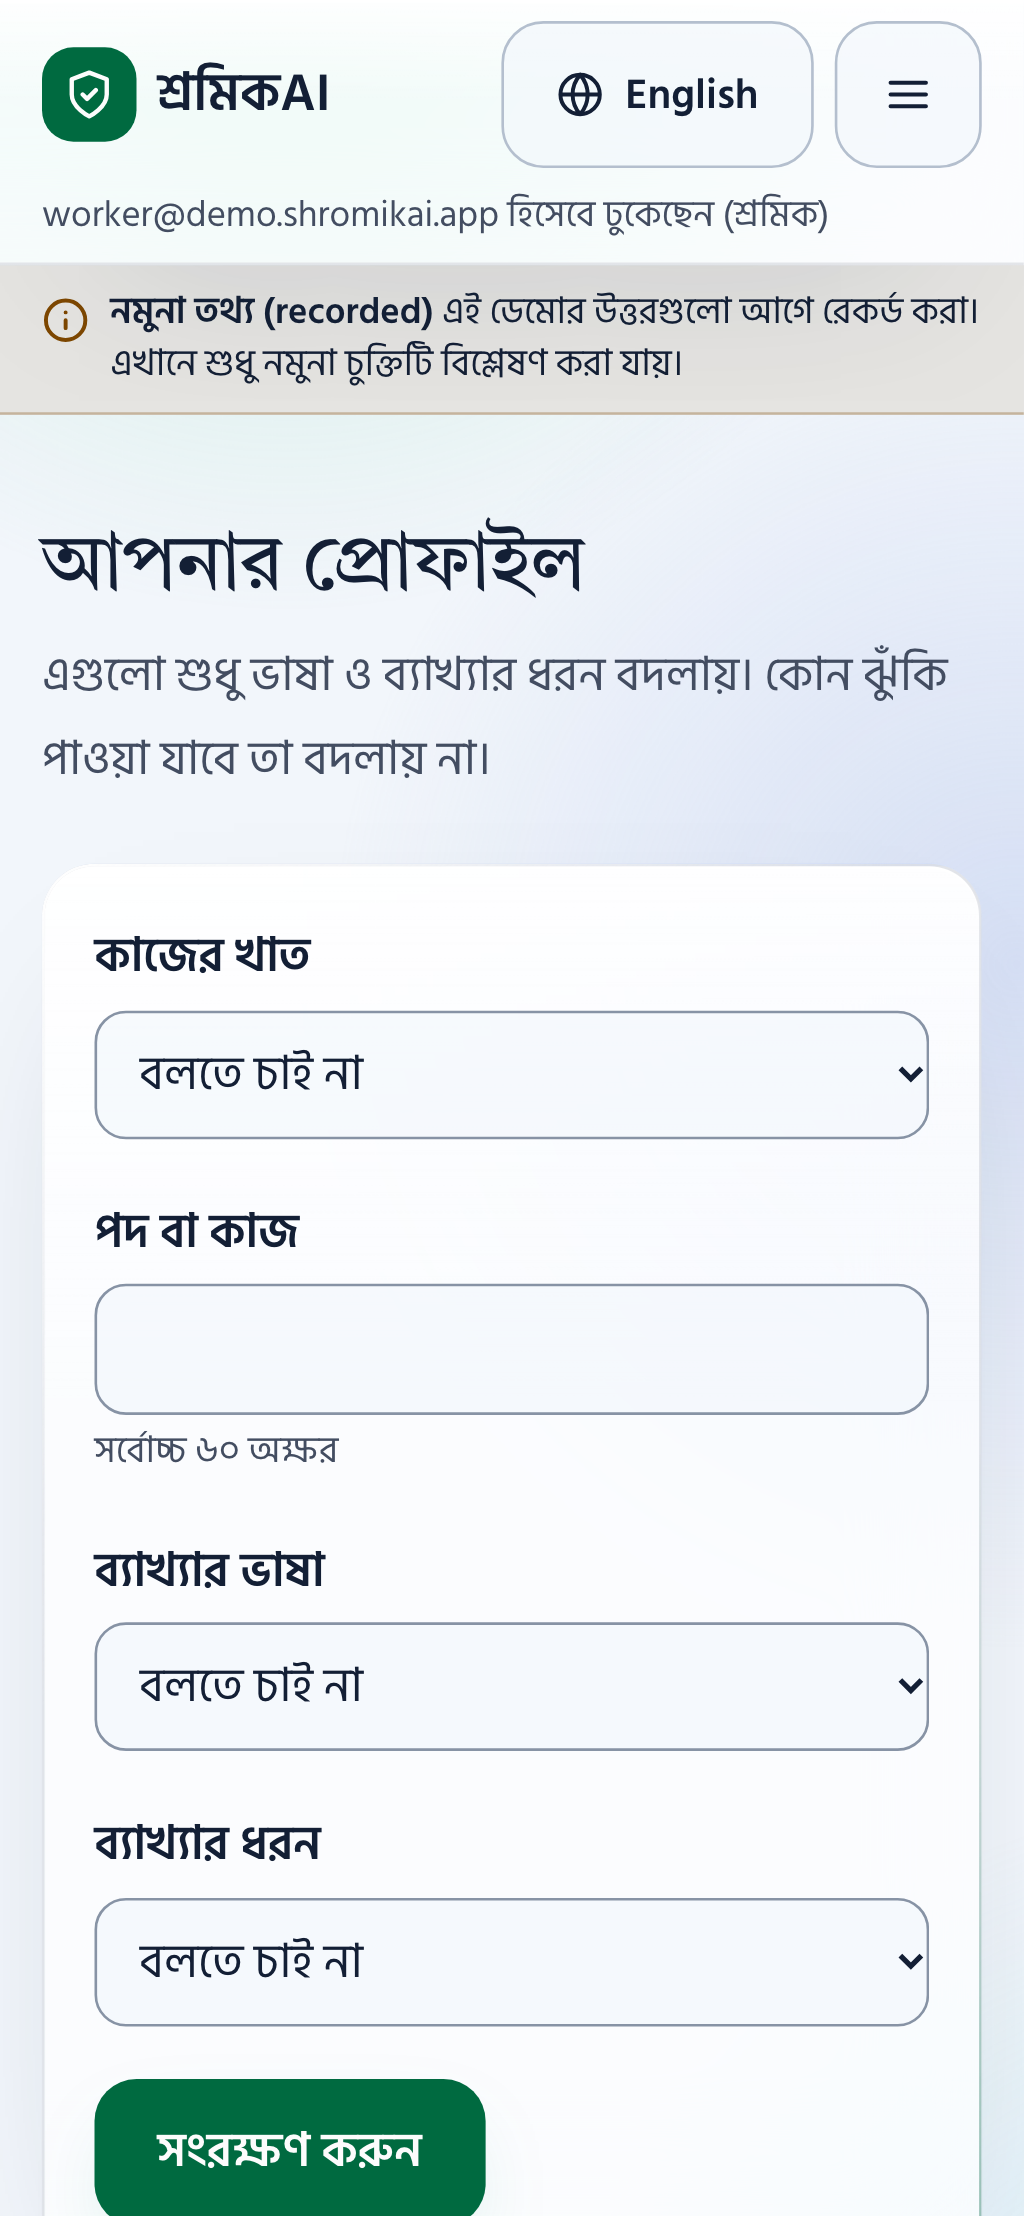 শ্রমিকAI
English
worker@demo.shromikai.app হিসেবে ঢুকেছেন (শ্রমিক)
নমুনা তথ্য (recorded) এই ডেমোর উত্তরগুলো আগে রেকর্ড করা।
এখানে শুধু নমুনা চুক্তিটি বিশ্লেষণ করা যায়।
আপনার প্রোফাইল
এগুলো শুধু ভাষা ও ব্যাখ্যার ধরন বদলায়। কোন ঝুঁকি
পাওয়া যাবে তা বদলায় না।
কাজের খাত
বলতে চাই না
পদ বা কাজ
সর্বোচ্চ ৬০ অক্ষর
ব্যাখ্যার ভাষা
বলতে চাই না
ব্যাখ্যার ধরন
বলতে চাই না
সংরক্ষণ করুন